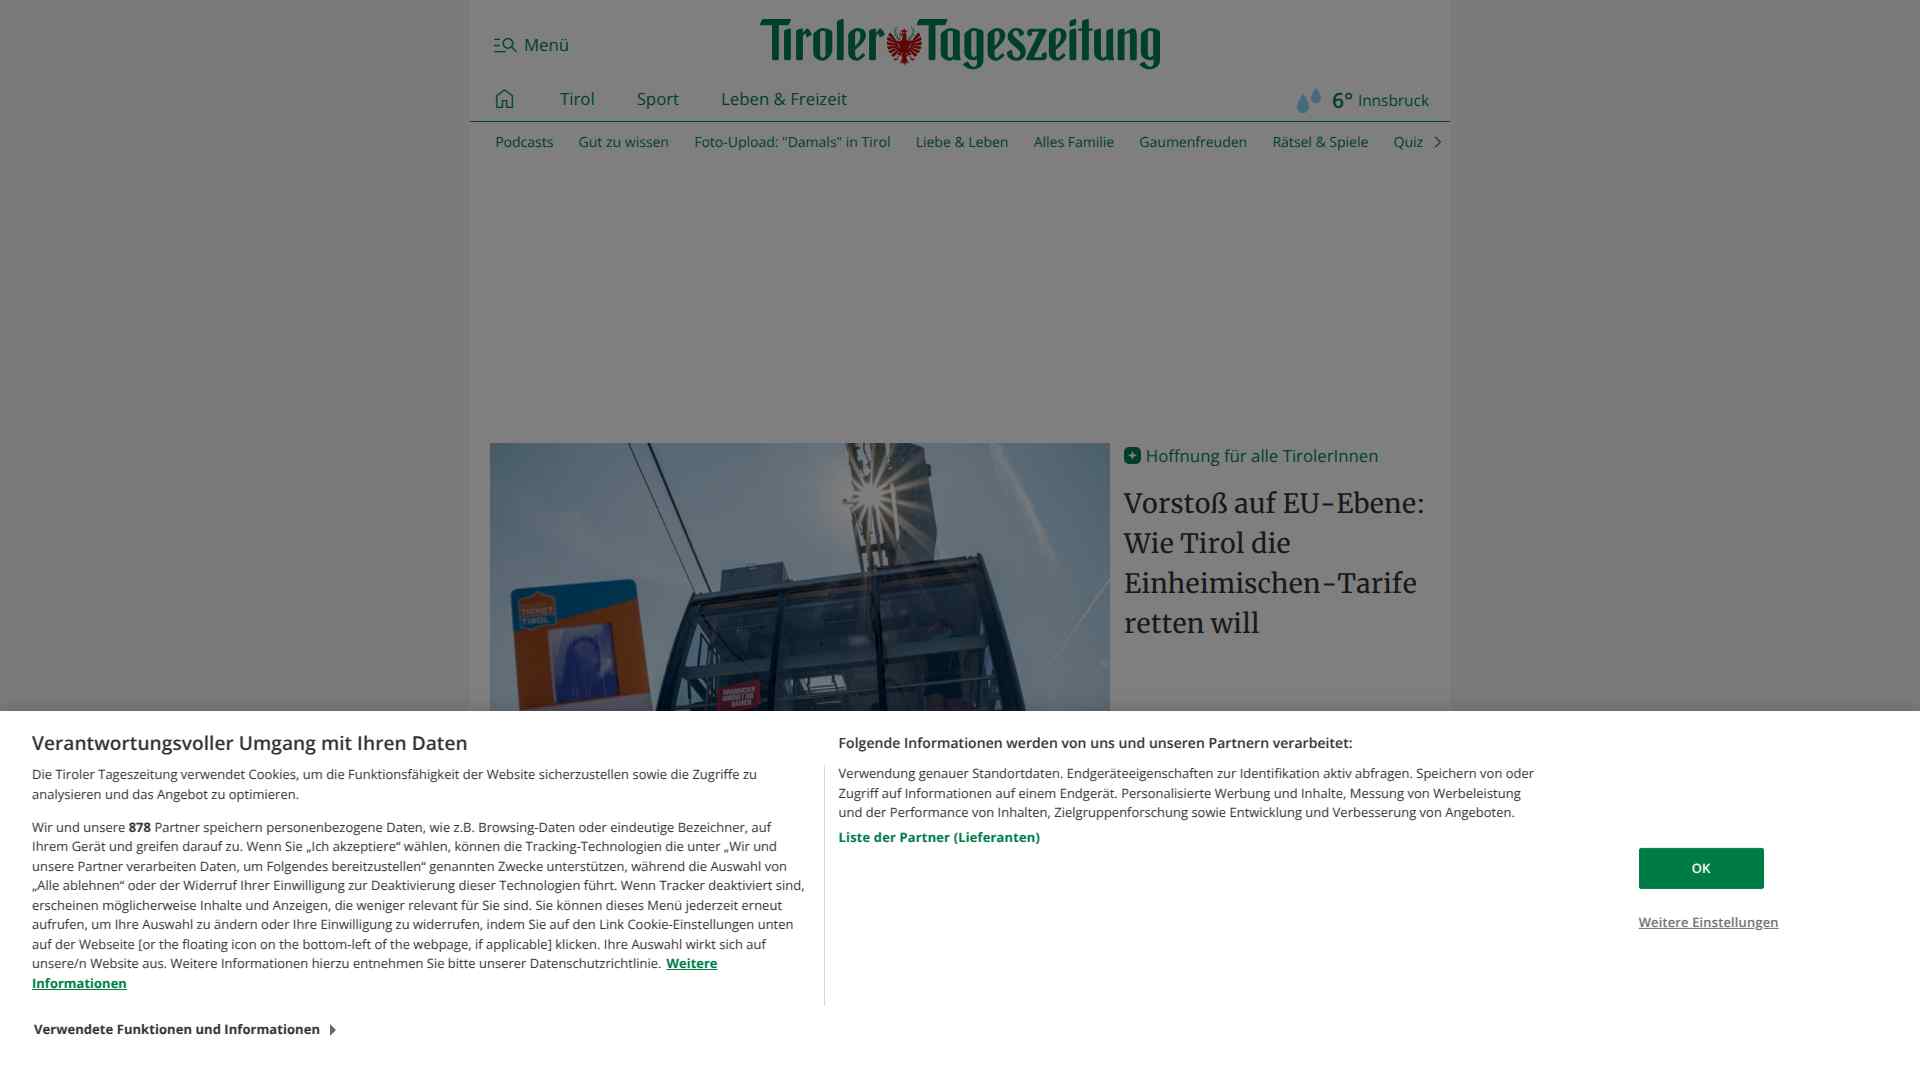 Menü
Tiroler Tageszeitung
Tirol Sport Leben & Freizeit
6° Innsbruck
Podcasts Gut zu wissen Foto-Upload: "Damals" in Tirol Liebe & Leben Alles Familie Gaumenfreuden Rätsel & Spiele Quiz
TICKET
TIROL
Hoffnung für alle TirolerInnen
Vorstoß auf EU-Ebene:
Wie Tirol die
Einheimischen-Tarife
retten will
Verantwortungsvoller Umgang mit Ihren Daten
Die Tiroler Tageszeitung verwendet Cookies, um die Funktionsfähigkeit der Website sicherzustellen sowie die Zugriffe zu
analysieren und das Angebot zu optimieren.
Wir und unsere 878 Partner speichern personenbezogene Daten, wie z.B. Browsing-Daten oder eindeutige Bezeichner, auf
Ihrem Gerät und greifen darauf zu. Wenn Sie „Ich akzeptiere“ wählen, können die Tracking-Technologien die unter „Wir und
unsere Partner verarbeiten Daten, um Folgendes bereitzustellen“ genannten Zwecke unterstützen, während die Auswahl von
„Alle ablehnen“ oder der Widerruf Ihrer Einwilligung zur Deaktivierung dieser Technologien führt. Wenn Tracker deaktiviert sind,
erscheinen möglicherweise Inhalte und Anzeigen, die weniger relevant für Sie sind. Sie können dieses Menü jederzeit erneut
aufrufen, um Ihre Auswahl zu ändern oder Ihre Einwilligung zu widerrufen, indem Sie auf den Link Cookie-Einstellungen unten
auf der Webseite [or the floating icon on the bottom-left of the webpage, if applicable] klicken. Ihre Auswahl wirkt sich auf
unsere/n Website aus. Weitere Informationen hierzu entnehmen Sie bitte unserer Datenschutzrichtlinie. Weitere
Informationen
Verwendete Funktionen und Informationen
Folgende Informationen werden von uns und unseren Partnern verarbeitet:
Verwendung genauer Standortdaten. Endgeräteeigenschaften zur Identifikation aktiv abfragen. Speichern von oder
Zugriff auf Informationen auf einem Endgerät. Personalisierte Werbung und Inhalte, Messung von Werbeleistung
und der Performance von Inhalten, Zielgruppenforschung sowie Entwicklung und Verbesserung von Angeboten.
Liste der Partner (Lieferanten)
OK
Weitere Einstellungen